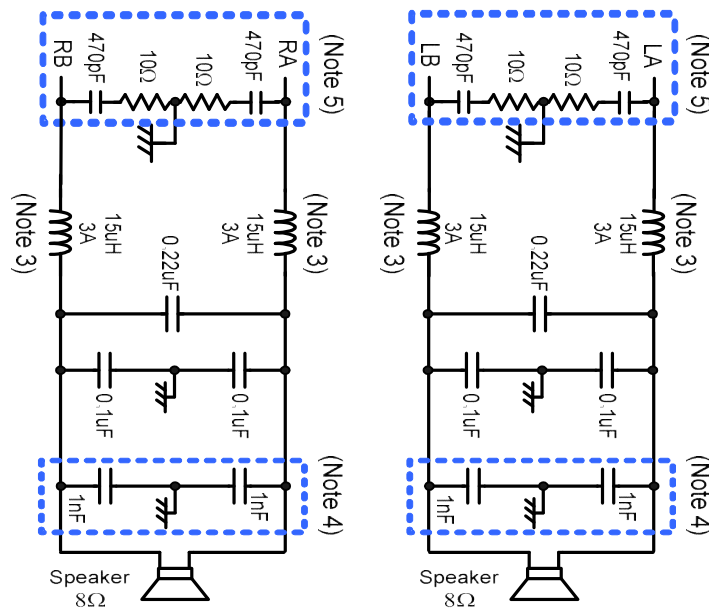 RB
470pF
10Ω
10Ω
470pF
RA
(Note 5)
(Note 3)
15uH
3A
15uH
3A
(Note 3)
0.22uF
0.1uF
0.1uF
1nF
1nF
(Note 4)
Speaker
8Ω
LB
470pF
10Ω
10Ω
470pF
LA
(Note 5)
(Note 3)
15uH
3A
15uH
3A
(Note 3)
0.22uF
0.1uF
0.1uF
1nF
1nF
(Note 4)
Speaker
8Ω